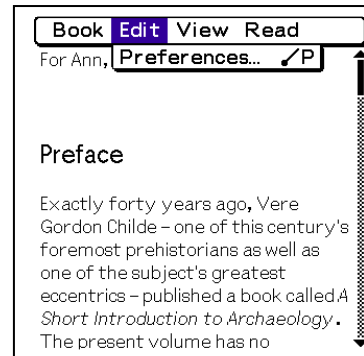 Book Edit View Read
For Ann, Preferences... /P
Preface
Exactly forty years ago, Vere
Gordon Childe – one of this century's
foremost prehistorians as well as
one of the subject's greatest
eccentrics – published a book called A
Short Introduction to Archaeology.
The present volume has no